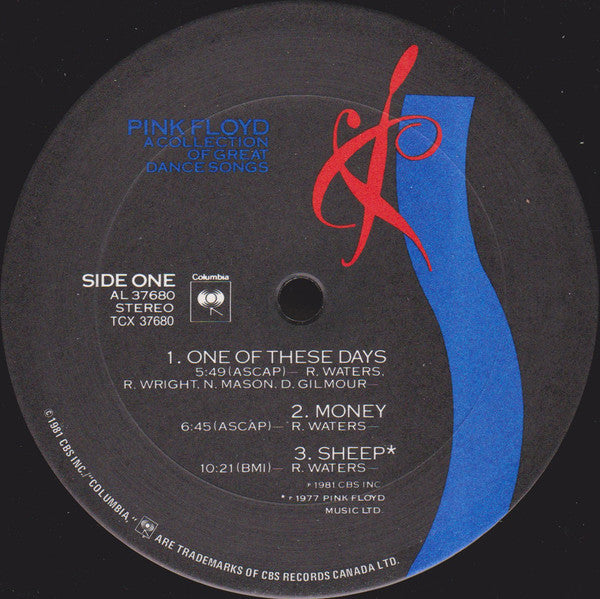 PINK FLOYD
A COLLECTION
OF GREAT
DANCE SONGS
SIDE ONE
AL 37680
STEREO
TCX 37680
Columbia
1. ONE OF THESE DAYS
5:49 (ASCAP)— R. WATERS,
R. WRIGHT, N. MASON, D. GILMOUR—
2. MONEY
6:45 (ASCAP)— R. WATERS—
3. SHEEP*
10:21 (BMI)— R. WATERS—
℗ 1981 CBS INC.
* ℗ 1977 PINK FLOYD
MUSIC LTD.
© 1981 CBS INC./"COLUMBIA," ARE TRADEMARKS OF CBS RECORDS CANADA LTD.